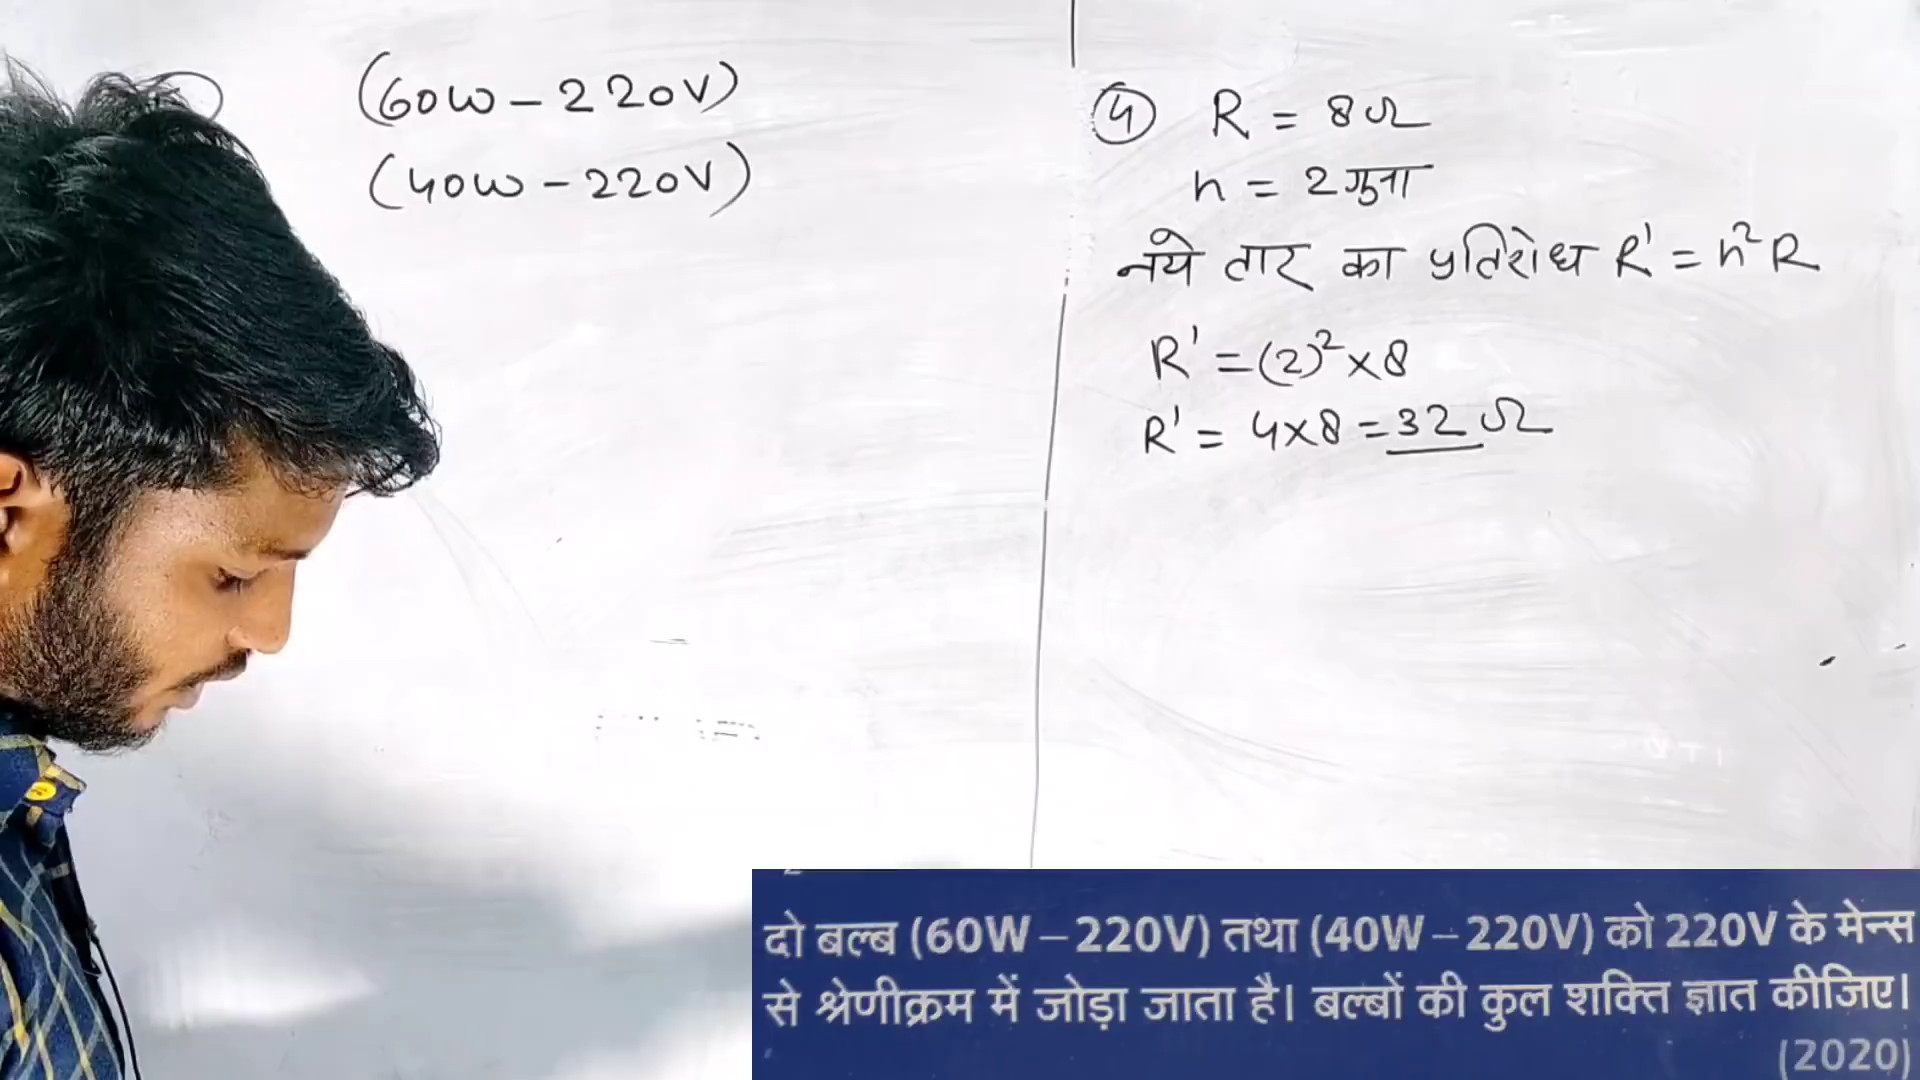 (60W – 220V)
(40W – 220V)
④ R = 8Ω
n = 2 गुना
नये तार का प्रतिरोध R' = n²R
R' = (2)² × 8
R' = 4 × 8 = 32 Ω
दो बल्ब (60W – 220V) तथा (40W – 220V) को 220V के मेन्स
से श्रेणीक्रम में जोड़ा जाता है। बल्बों की कुल शक्ति ज्ञात कीजिए।
(2020)